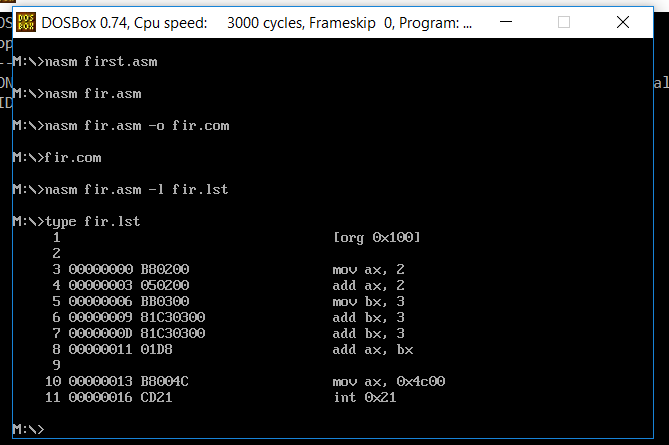 DOSBox 0.74, Cpu speed: 3000 cycles, Frameskip 0, Program: ...
M:\>nasm first.asm
M:\>nasm fir.asm
M:\>nasm fir.asm -o fir.com
M:\>fir.com
M:\>nasm fir.asm -l fir.lst
M:\>type fir.lst
1 [org 0x100]
2
3 00000000 B80200 mov ax, 2
4 00000003 050200 add ax, 2
5 00000006 BB0300 mov bx, 3
6 00000009 81C30300 add bx, 3
7 0000000D 81C30300 add bx, 3
8 00000011 01D8 add ax, bx
9
10 00000013 B8004C mov ax, 0x4c00
11 00000016 CD21 int 0x21
M:\>